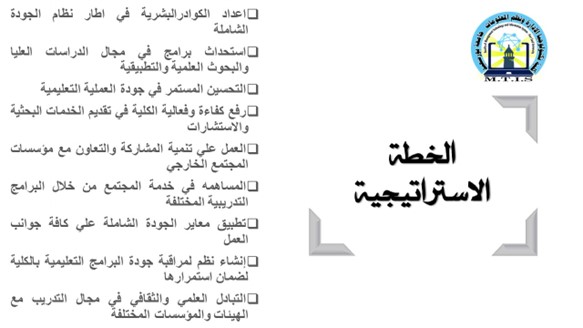 الخطة
الاستراتيجية
❑اعداد الكوادرالبشرية في اطار نظام الجودة
الشاملة
❑استحداث برامج في مجال الدراسات العليا
والبحوث العلمية والتطبيقية
❑التحسين المستمر في جودة العملية التعليمية
❑رفع كفاءة وفعالية الكلية في تقديم الخدمات البحثية
والاستشارات
❑العمل علي تنمية المشاركة والتعاون مع مؤسسات
المجتمع الخارجي
❑المساهمه في خدمة المجتمع من خلال البرامج
التدريبية المختلفة
❑تطبيق معاير الجودة الشاملة علي كافة جوانب
العمل
❑إنشاء نظم لمراقبة جودة البرامج التعليمية بالكلية
لضمان استمرارها
❑التبادل العلمي والثقافي في مجال التدريب مع
الهيئات والمؤسسات المختلفة